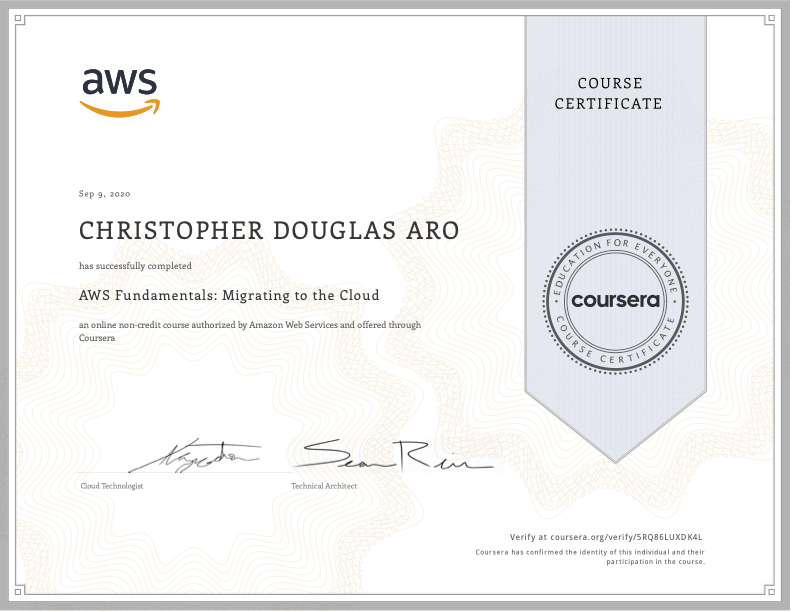 aws
COURSE
CERTIFICATE
Sep 9, 2020
CHRISTOPHER DOUGLAS ARO
has successfully completed
AWS Fundamentals: Migrating to the Cloud
an online non-credit course authorized by Amazon Web Services and offered through
Coursera
EDUCATION FOR EVERYONE
coursera
COURSE CERTIFICATE
Cloud Technologist
Technical Architect
Verify at coursera.org/verify/5RQ86LUXDK4L
Coursera has confirmed the identity of this individual and their
participation in the course.